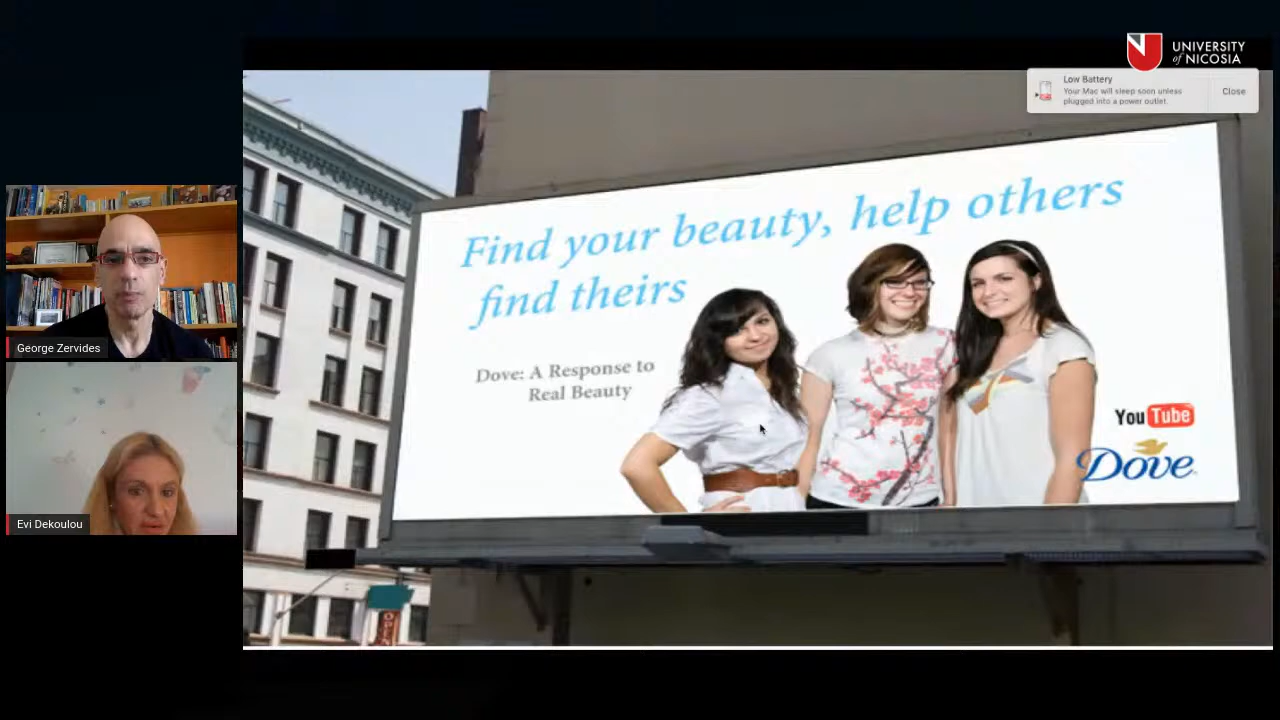 UNIVERSITY
of NICOSIA
Low Battery
Your Mac will sleep soon unless
plugged into a power outlet.
Close
Find your beauty, help others
find theirs
Dove: A Response to
Real Beauty
YouTube
Dove
George Zervides
Evi Dekoulou
OPEN